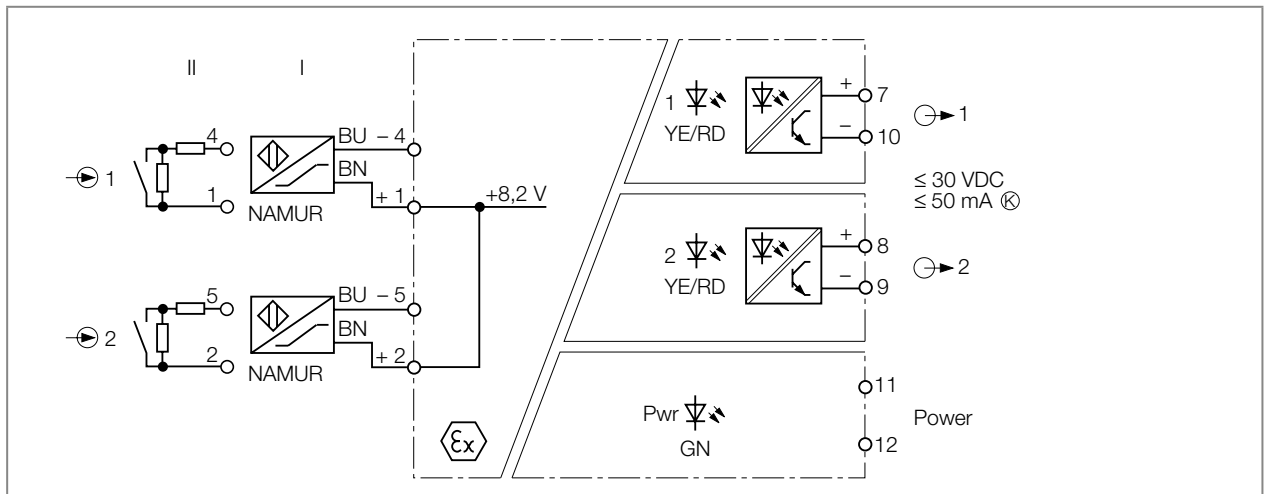 II I
4
1
1
BU – 4
BN
+ 1
NAMUR
+8,2 V
5
2
2
BU – 5
BN
+ 2
NAMUR
Ex
1
YE/RD
+ 7
– 10
1
≤ 30 VDC
≤ 50 mA Ⓚ
2
YE/RD
+ 8
– 9
2
Pwr
GN
11
Power
12